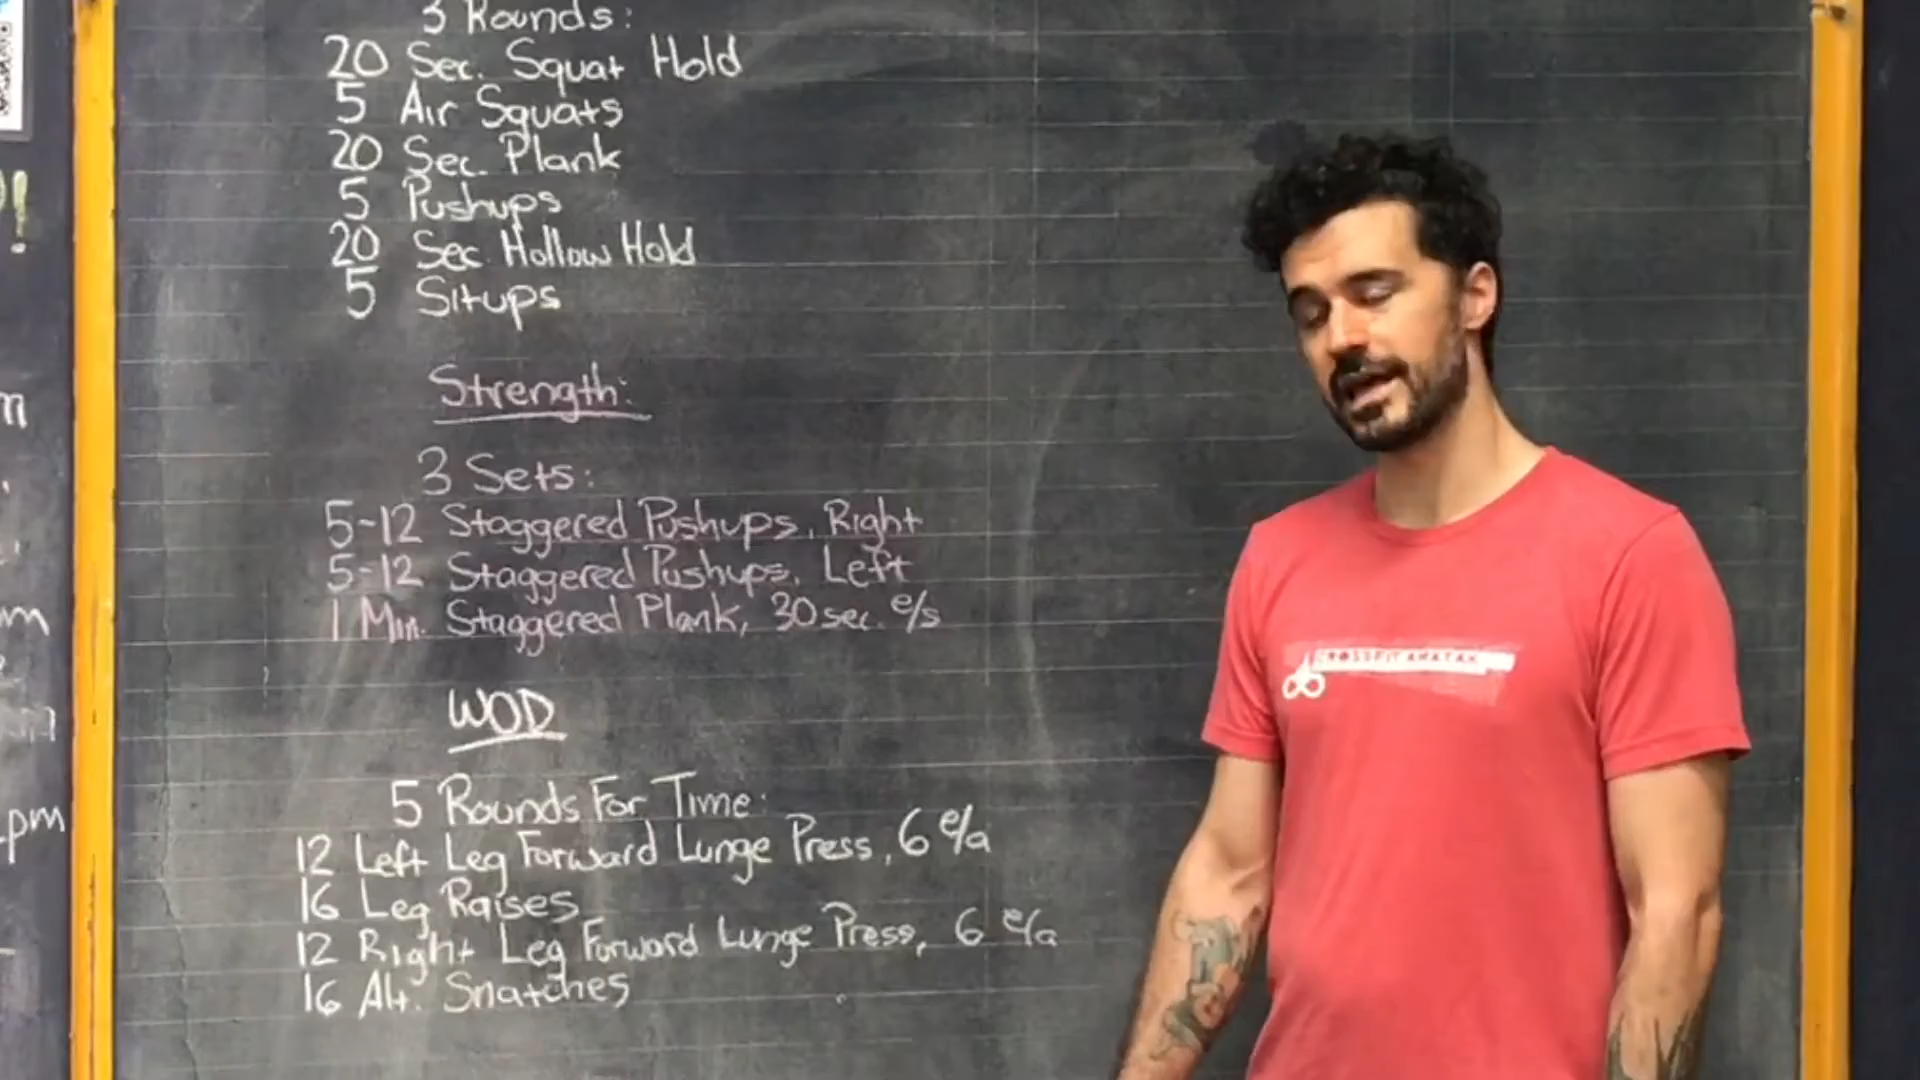 3 Rounds:
20 Sec. Squat Hold
5 Air Squats
20 Sec. Plank
5 Pushups
20 Sec. Hollow Hold
5 Situps
Strength:
3 Sets:
5-12 Staggered Pushups, Right
5-12 Staggered Pushups, Left
1 Min. Staggered Plank, 30 sec. e/s
WOD
5 Rounds For Time:
12 Left Leg Forward Lunge Press, 6 e/a
16 Leg Raises
12 Right Leg Forward Lunge Press, 6 e/a
16 Alt. Snatches
pm